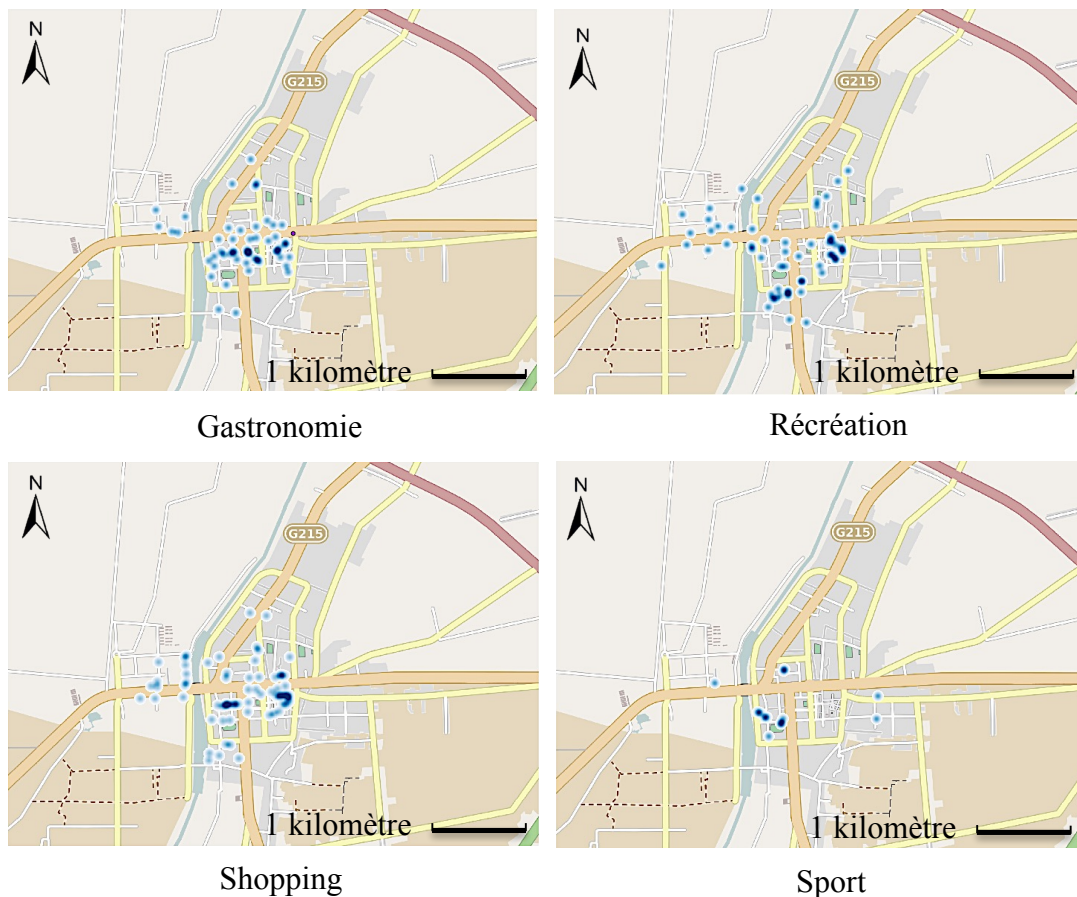 N
G215
1 kilomètre
Gastronomie
N
G215
1 kilomètre
Récréation
N
G215
1 kilomètre
Shopping
N
G215
1 kilomètre
Sport